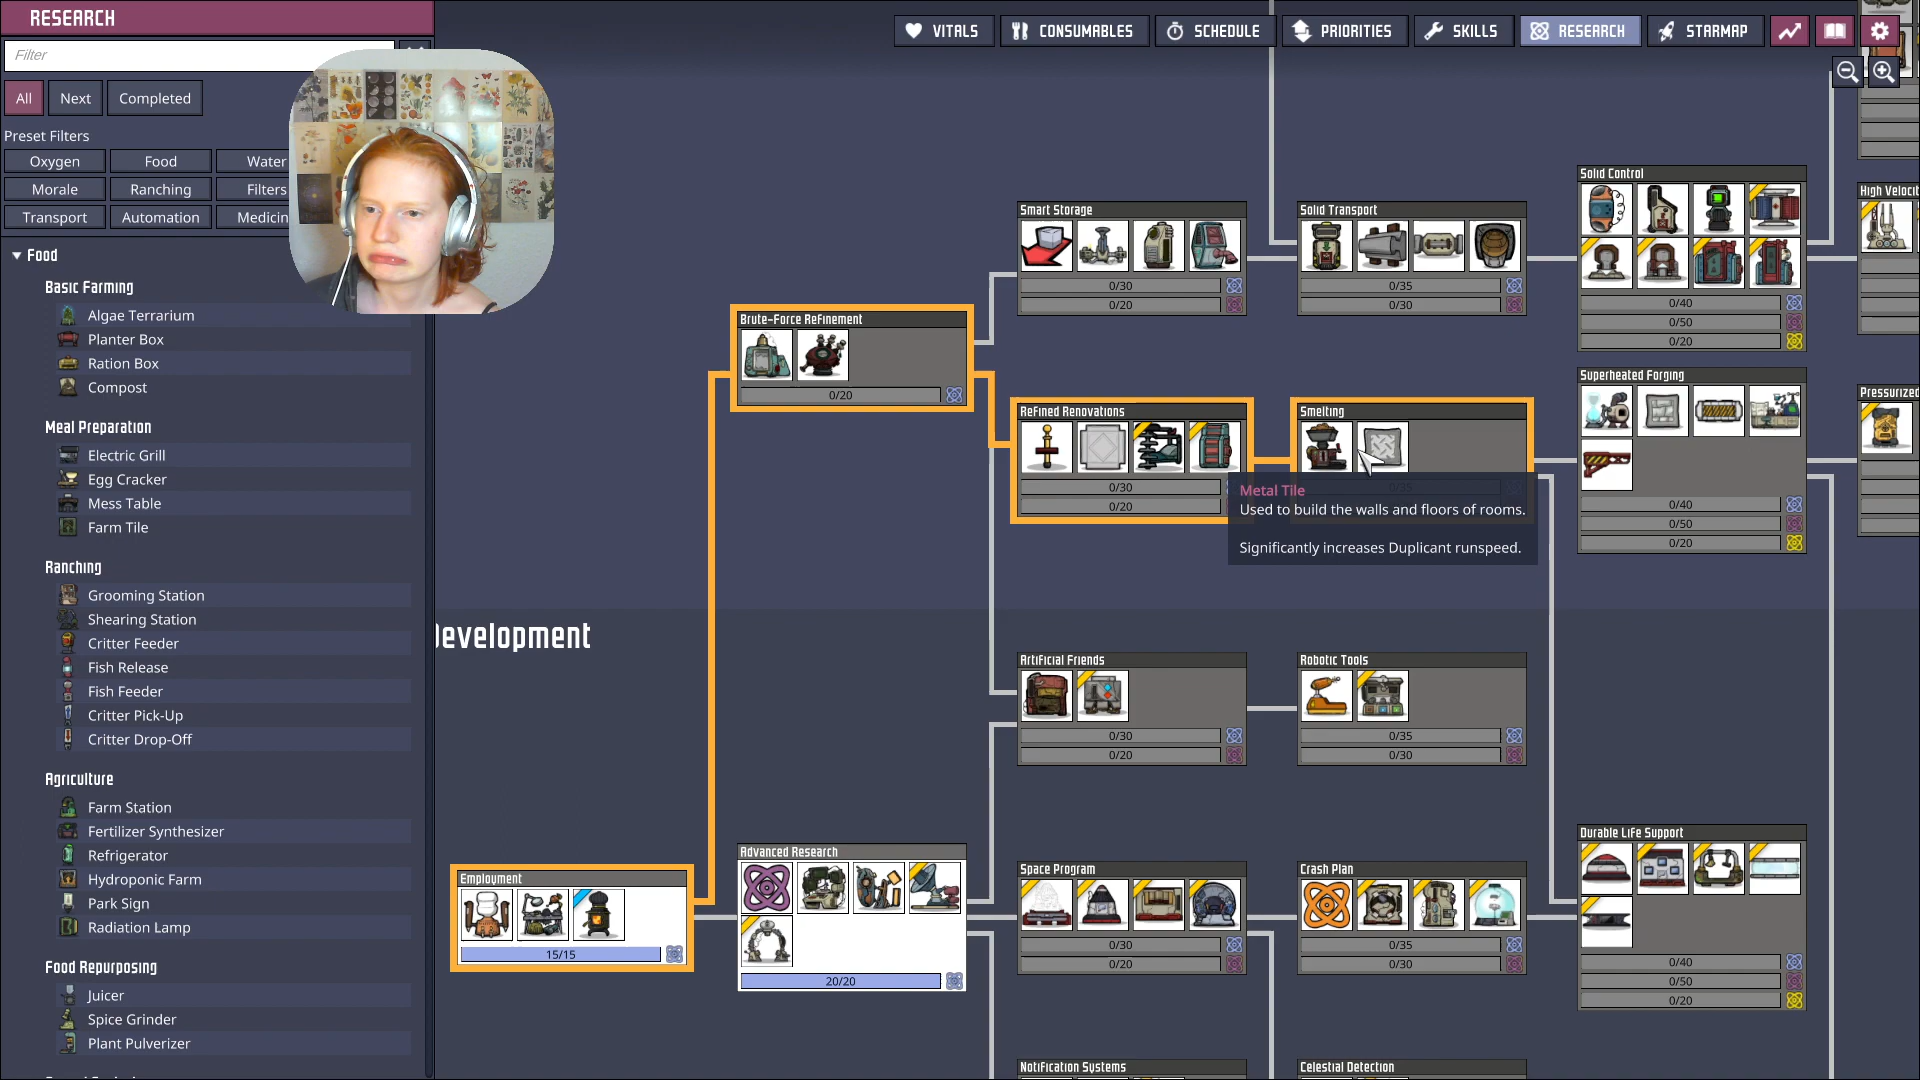 RESEARCH
VITALS
CONSUMABLES
SCHEDULE
PRIORITIES
SKILLS
RESEARCH
STARMAP
Filter
All
Next
Completed
Preset Filters
Oxygen
Food
Water
Morale
Ranching
Filters
Transport
Automation
Medicin
Food
Basic Farming
Algae Terrarium
Planter Box
Ration Box
Compost
Meal Preparation
Electric Grill
Egg Cracker
Mess Table
Farm Tile
Ranching
Grooming Station
Shearing Station
Critter Feeder
Fish Release
Fish Feeder
Critter Pick-Up
Critter Drop-Off
Agriculture
Farm Station
Fertilizer Synthesizer
Refrigerator
Hydroponic Farm
Park Sign
Radiation Lamp
Food Repurposing
Juicer
Spice Grinder
Plant Pulverizer
Development
Employment
15/15
Brute-Force Refinement
0/20
Advanced Research
20/20
Smart Storage
0/30
0/20
Solid Transport
0/35
0/30
Solid Control
0/40
0/50
0/20
High Velocit
Refined Renovations
0/30
0/20
Smelting
Metal Tile
Used to build the walls and floors of rooms.
Significantly increases Duplicant runspeed.
Superheated Forging
0/40
0/50
0/20
Pressurized
Artificial Friends
0/30
0/20
Robotic Tools
0/35
0/30
Space Program
0/30
0/20
Crash Plan
0/35
0/30
Durable Life Support
0/40
0/50
0/20
Notification Systems
Celestial Detection